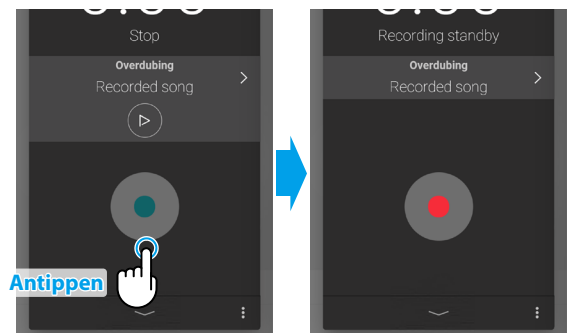 Stop
Overdubing
Recorded song
Antippen
Recording standby
Overdubing
Recorded song